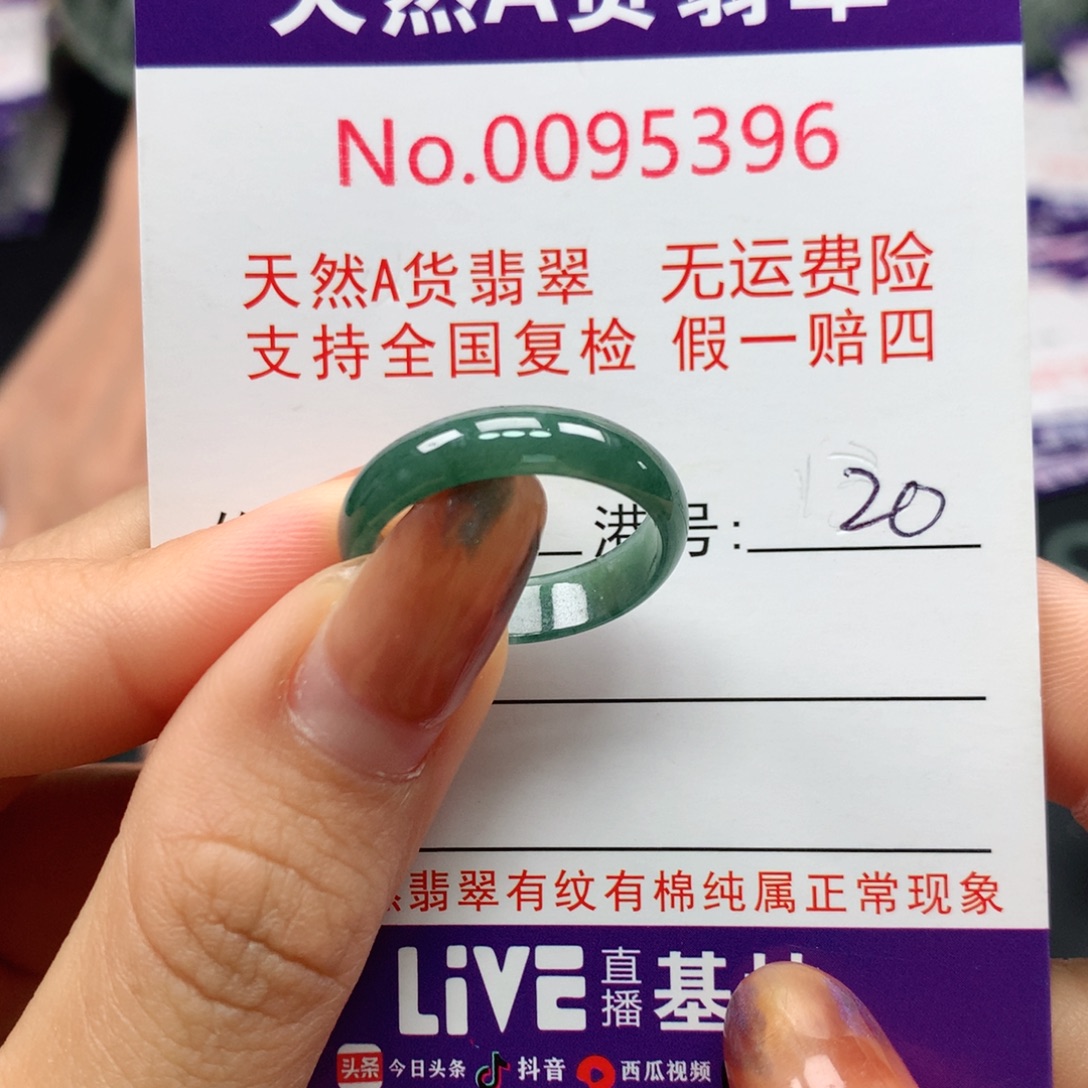 天然A货翡翠
No.0095396
天然A货翡翠 无运费险
支持全国复检 假一赔四
港号: 20
翡翠有纹有棉纯属正常现象
LiVE 直播 基
头条 今日头条 抖音 西瓜视频